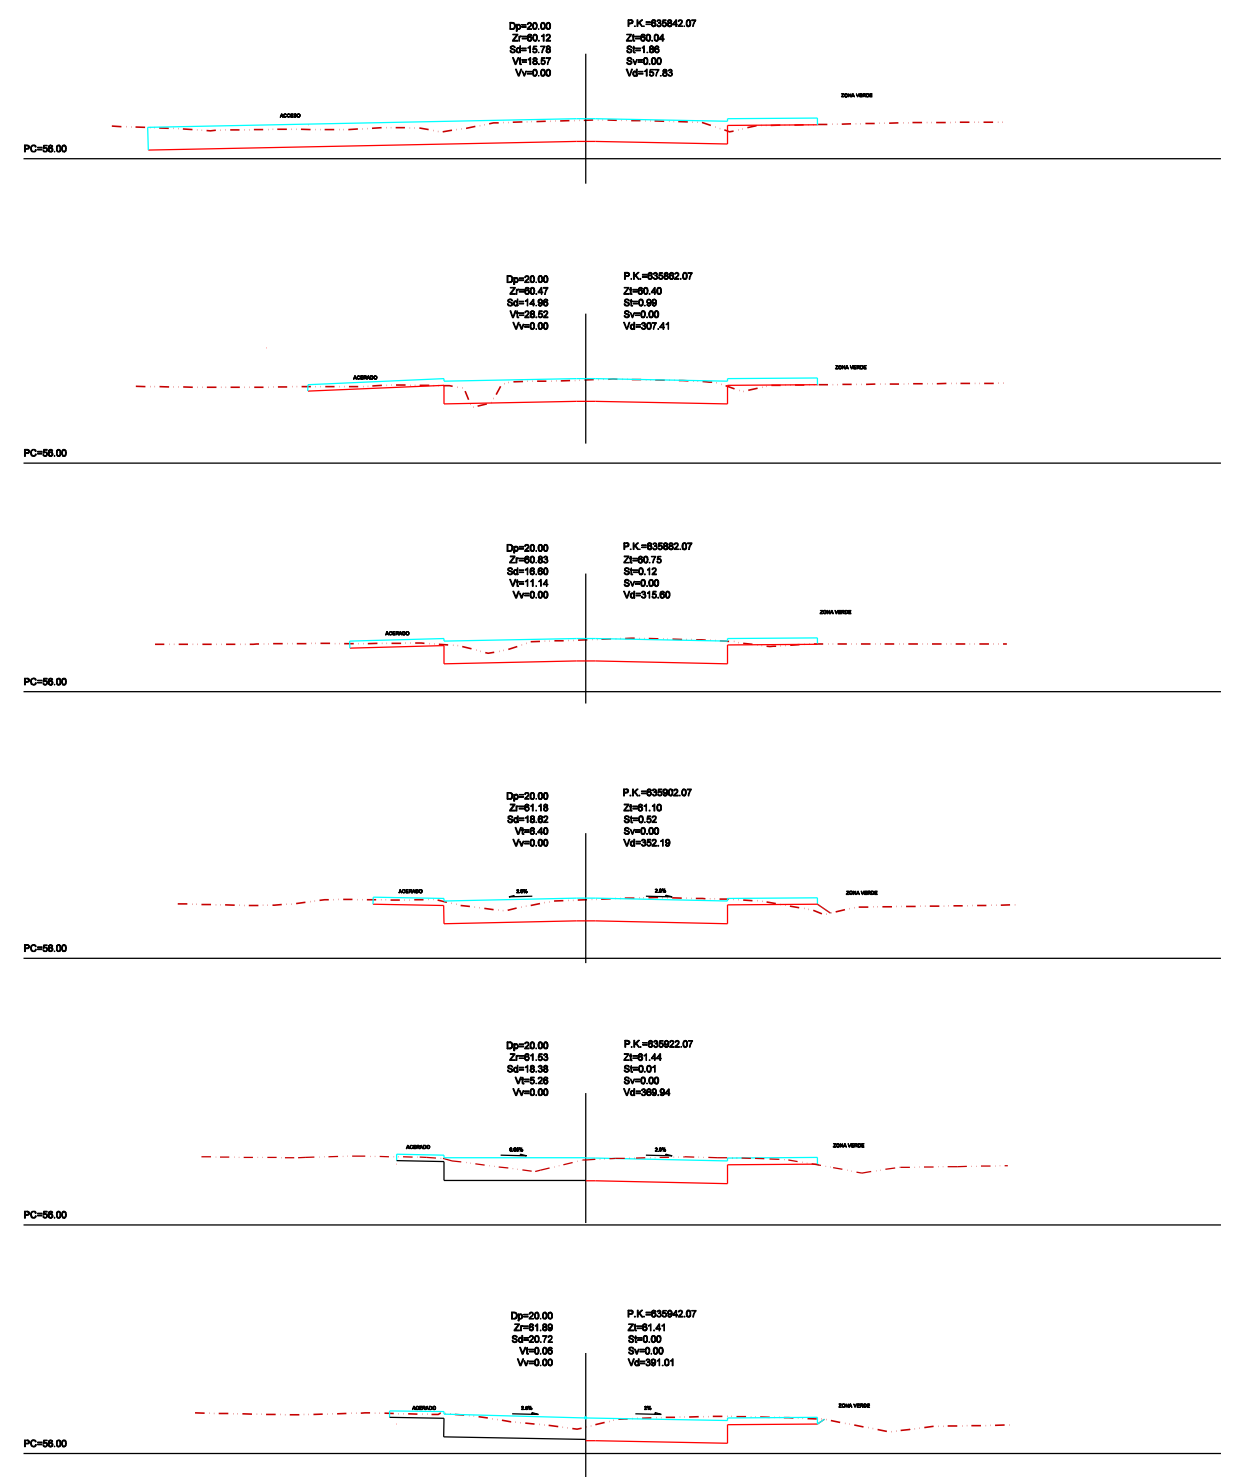 Dp=20.00 P.K.=635842.07
Zr=60.12 Zt=60.04
Sd=15.78 St=1.86
Vt=18.57 Sv=0.00
Vv=0.00 Vd=157.83
ZONA VERDE
ACCESO
PC=56.00
Dp=20.00 P.K.=635862.07
Zr=60.47 Zt=60.40
Sd=14.96 St=0.99
Vt=28.52 Sv=0.00
Vv=0.00 Vd=307.41
ZONA VERDE
ACERADO
PC=56.00
Dp=20.00 P.K.=635882.07
Zr=60.83 Zt=60.75
Sd=16.60 St=0.12
Vt=11.14 Sv=0.00
Vv=0.00 Vd=315.60
ZONA VERDE
ACERADO
PC=56.00
Dp=20.00 P.K.=635902.07
Zr=61.18 Zt=61.10
Sd=18.62 St=0.52
Vt=6.40 Sv=0.00
Vv=0.00 Vd=352.19
ACERADO 2.5% 2.5% ZONA VERDE
PC=56.00
Dp=20.00 P.K.=635922.07
Zr=61.53 Zt=61.44
Sd=18.38 St=0.01
Vt=5.26 Sv=0.00
Vv=0.00 Vd=369.94
ACERADO 0.05% 2.5% ZONA VERDE
PC=56.00
Dp=20.00 P.K.=635942.07
Zr=61.89 Zt=61.41
Sd=20.72 St=0.00
Vt=0.06 Sv=0.00
Vv=0.00 Vd=391.01
ACERADO 2.5% 2% ZONA VERDE
PC=56.00